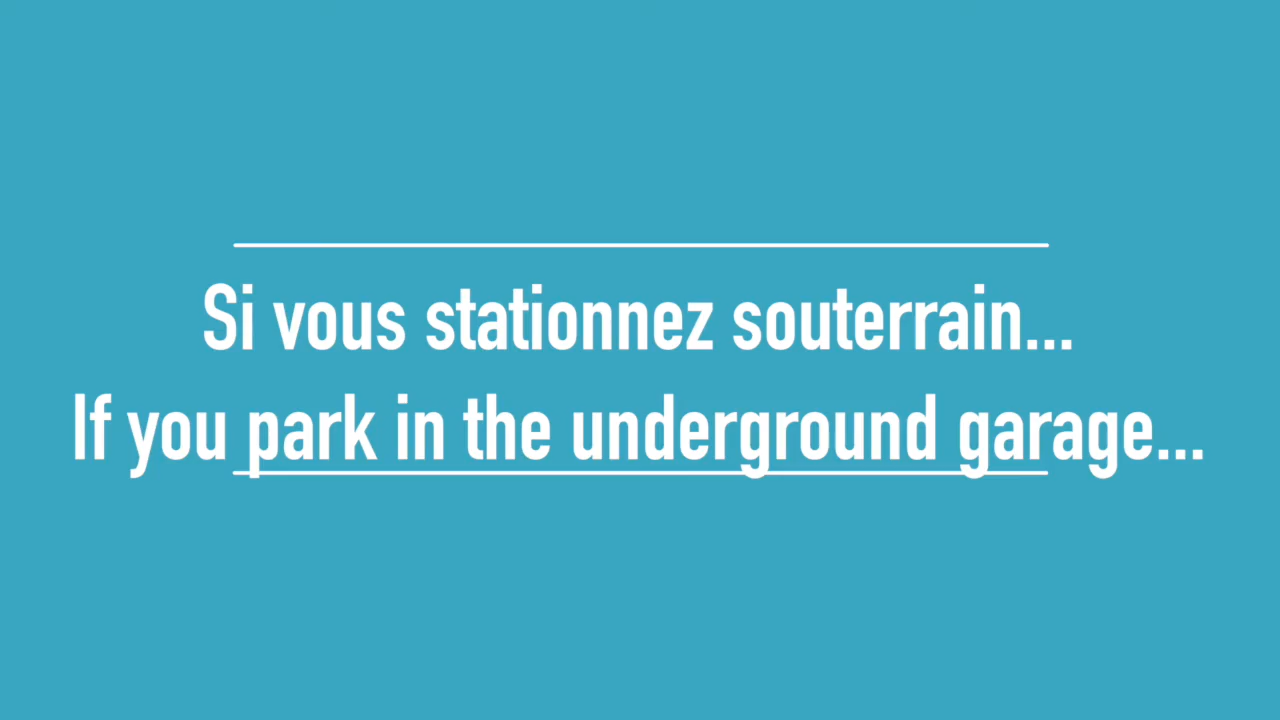 Si vous stationnez souterrain...
If you park in the underground garage...